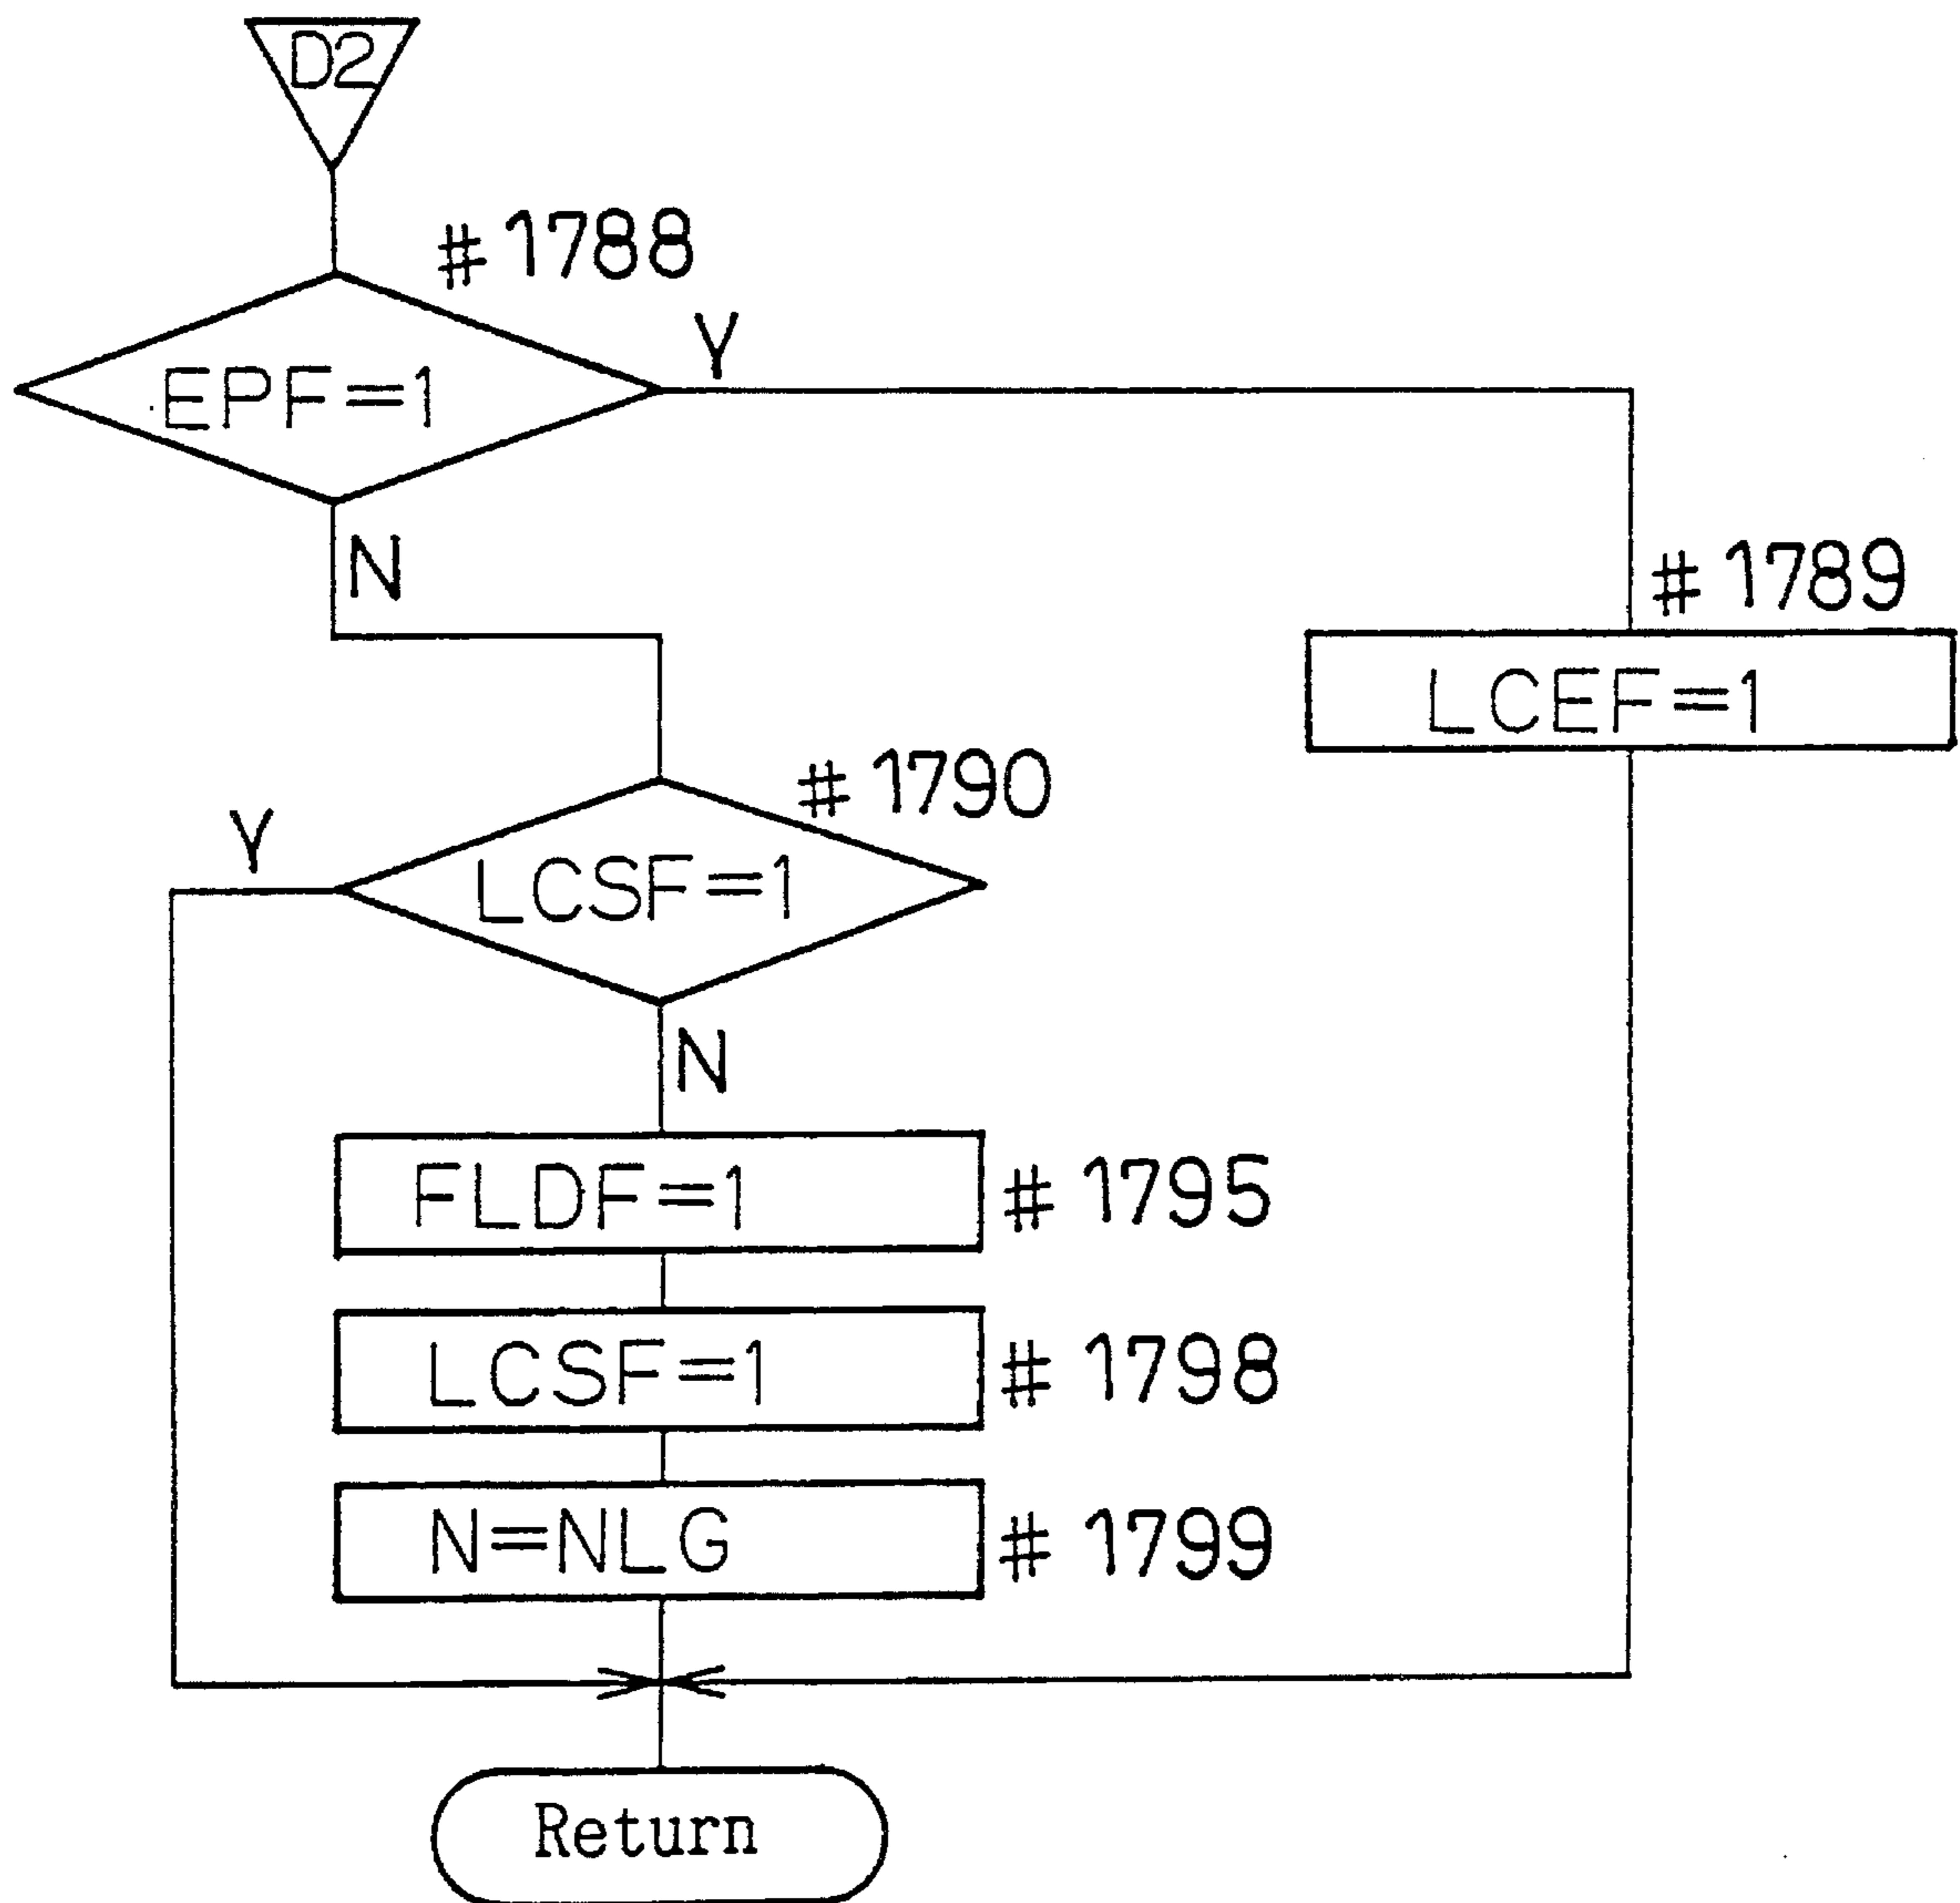 D2
#1788
Y
EPF=1
N
#1789
LCEF=1
#1790
Y
LCSF=1
N
FLDF=1
#1795
LCSF=1
#1798
N=NLG
#1799
Return